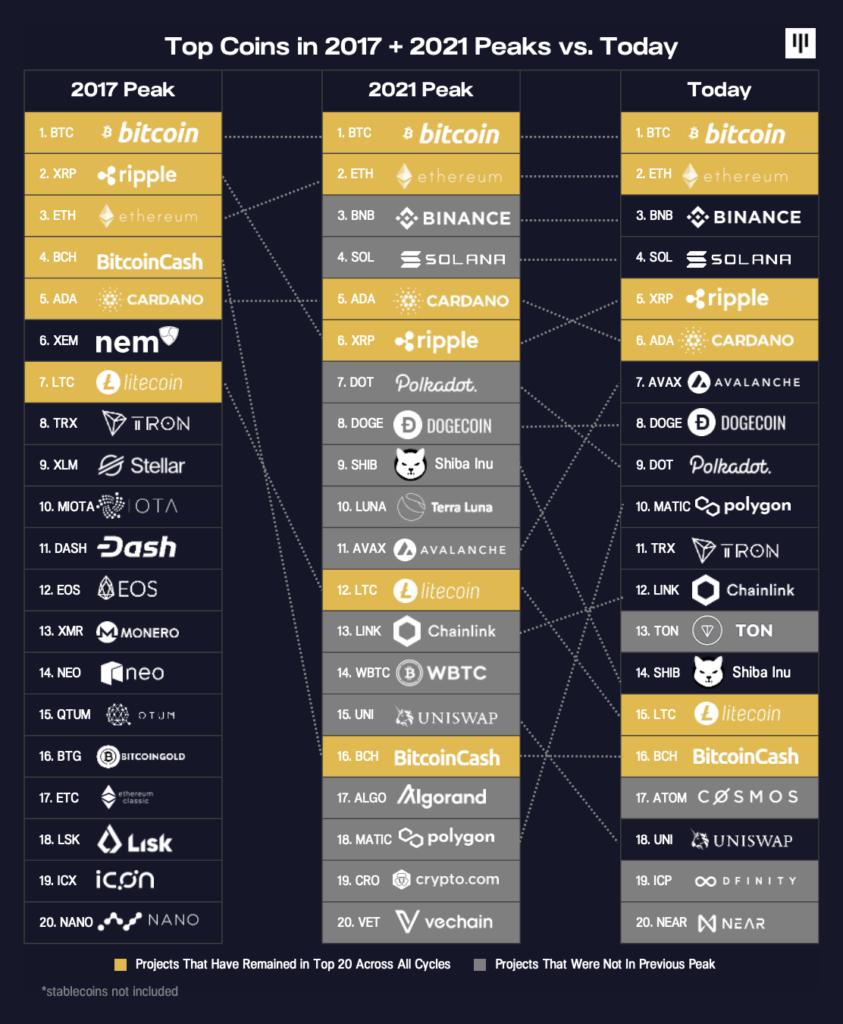 Top Coins in 2017 + 2021 Peaks vs. Today
2017 Peak
1. BTC bitcoin
2. XRP ripple
3. ETH ethereum
4. BCH BitcoinCash
5. ADA CARDANO
6. XEM nem
7. LTC litecoin
8. TRX TRON
9. XLM Stellar
10. MIOTA IOTA
11. DASH Dash
12. EOS EOS
13. XMR MONERO
14. NEO neo
15. QTUM QTUM
16. BTG BITCOINGOLD
17. ETC ethereum
classic
18. LSK Lisk
19. ICX icon
20. NANO NANO
2021 Peak
1. BTC bitcoin
2. ETH ethereum
3. BNB BINANCE
4. SOL SOLANA
5. ADA CARDANO
6. XRP ripple
7. DOT Polkadot.
8. DOGE DOGECOIN
9. SHIB Shiba Inu
10. LUNA Terra Luna
11. AVAX AVALANCHE
12. LTC litecoin
13. LINK Chainlink
14. WBTC WBTC
15. UNI UNISWAP
16. BCH BitcoinCash
17. ALGO Algorand
18. MATIC polygon
19. CRO crypto.com
20. VET vechain
Today
1. BTC bitcoin
2. ETH ethereum
3. BNB BINANCE
4. SOL SOLANA
5. XRP ripple
6. ADA CARDANO
7. AVAX AVALANCHE
8. DOGE DOGECOIN
9. DOT Polkadot.
10. MATIC polygon
11. TRX TRON
12. LINK Chainlink
13. TON TON
14. SHIB Shiba Inu
15. LTC litecoin
16. BCH BitcoinCash
17. ATOM COSMOS
18. UNI UNISWAP
19. ICP DFINITY
20. NEAR NEAR
Projects That Have Remained in Top 20 Across All Cycles
Projects That Were Not In Previous Peak
*stablecoins not included